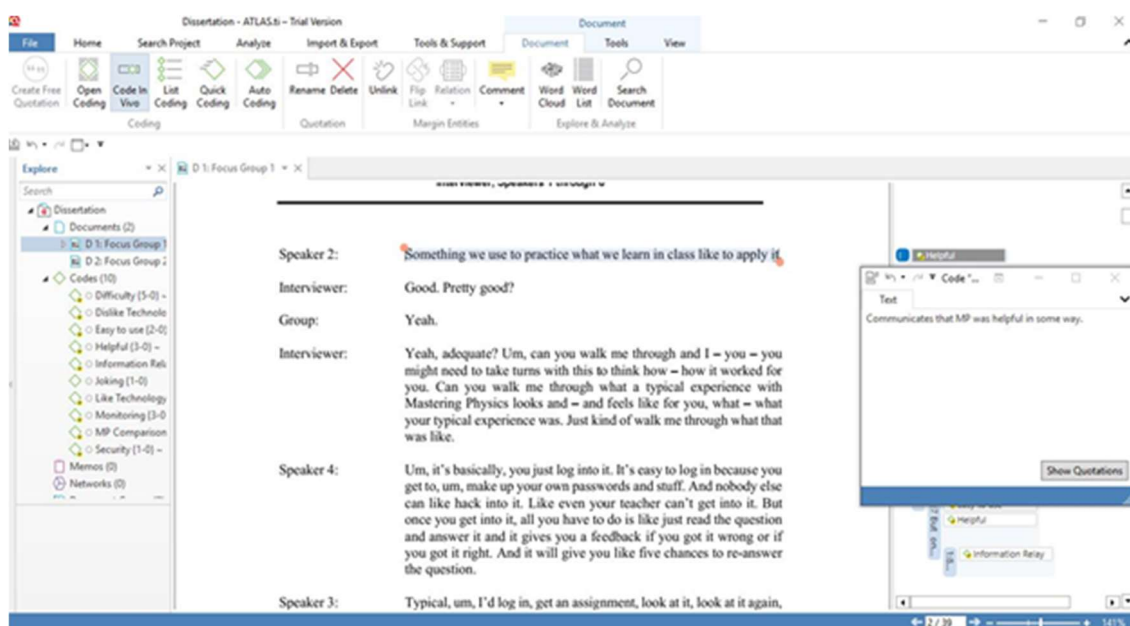 Dissertation - ATLAS.ti – Trial Version
Document
File Home Search Project Analyze Import & Export Tools & Support Document Tools View
Create Free Quotation
Open Coding
Code In Vivo
List Coding
Quick Coding
Auto Coding
Rename Delete Unlink
Flip Link
Relation
Comment
Word Cloud
Word List
Search Document
Coding Quotation Margin Entities Explore & Analyze
Explore
D 1: Focus Group 1
Search
Dissertation
Documents (2)
D 1: Focus Group 1
D 2: Focus Group 2
Codes (10)
Difficulty {5-0} ~
Dislike Technolo
Easy to use {2-0}
Helpful {3-0} ~
Information Rela
Joking {1-0}
Like Technology
Monitoring {3-0
MP Comparison
Security {1-0} ~
Memos (0)
Networks (0)
Interviewer, Speakers 1 through 6
Speaker 2: Something we use to practice what we learn in class like to apply it.
Interviewer: Good. Pretty good?
Group: Yeah.
Interviewer: Yeah, adequate? Um, can you walk me through and I – you – you
might need to take turns with this to think how – how it worked for
you. Can you walk me through what a typical experience with
Mastering Physics looks and – and feels like for you, what – what
your typical experience was. Just kind of walk me through what that
was like.
Speaker 4: Um, it's basically, you just log into it. It's easy to log in because you
get to, um, make up your own passwords and stuff. And nobody else
can like hack into it. Like even your teacher can't get into it. But
once you get into it, all you have to do is like just read the question
and answer it and it gives you a feedback if you got it wrong or if
you got it right. And it will give you like five chances to re-answer
the question.
Speaker 3: Typical, um, I'd log in, get an assignment, look at it, look at it again,
Helpful
Code "...
Text
Communicates that MP was helpful in some way.
Show Quotations
Easy to use
Helpful
Information Relay
2 / 39
141%